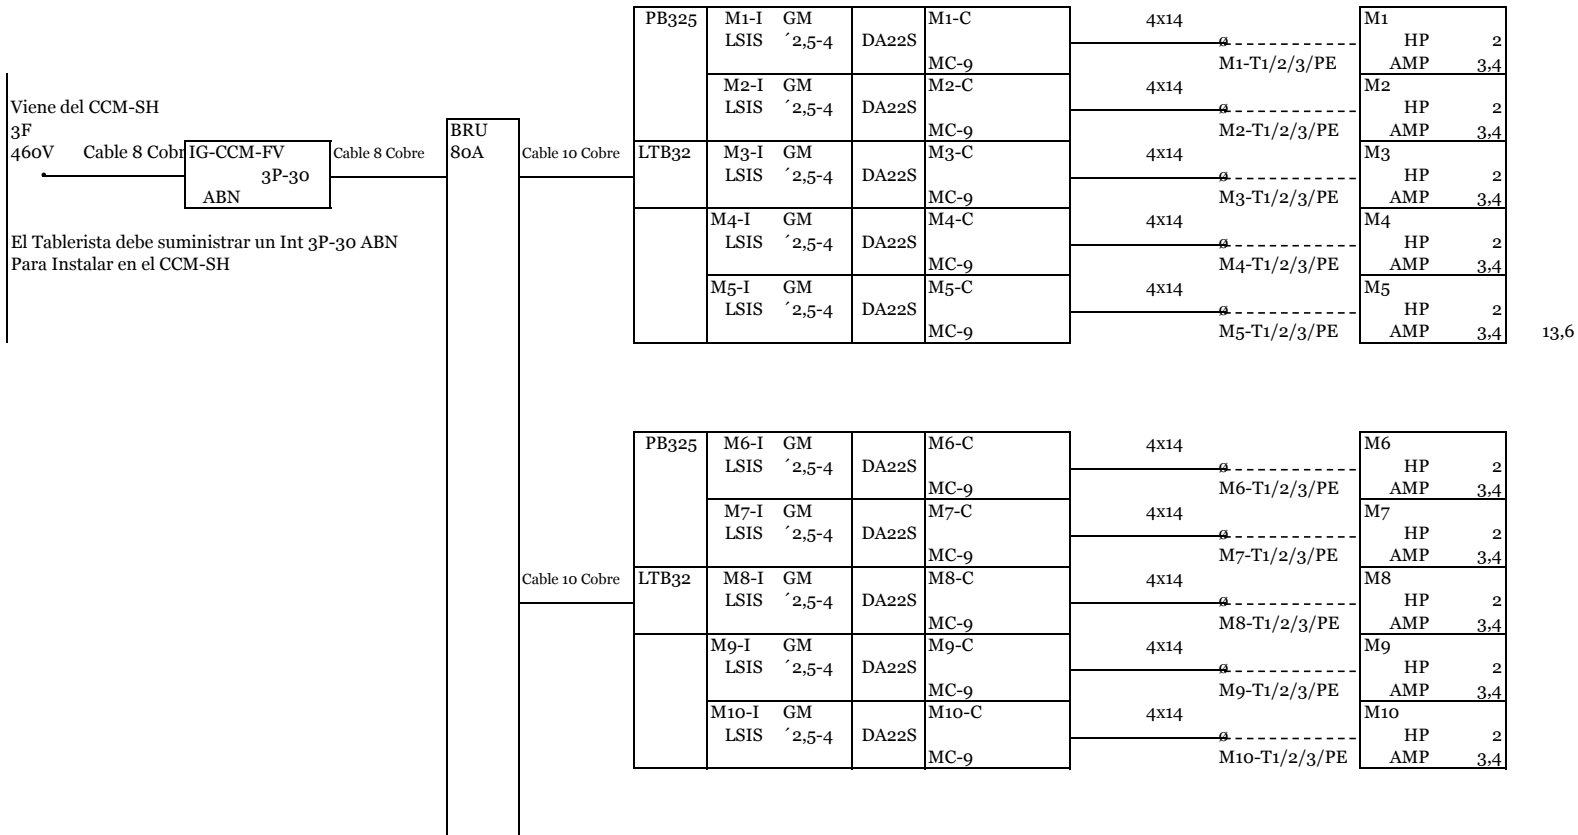 PB325 M1-I GM M1-C 4x14 M1
LSIS ´2,5-4 DA22S ø HP 2
MC-9 M1-T1/2/3/PE AMP 3,4
M2-I GM M2-C 4x14 M2
Viene del CCM-SH LSIS ´2,5-4 DA22S ø HP 2
3F BRU MC-9 M2-T1/2/3/PE AMP 3,4
460V Cable 8 Cobr IG-CCM-FV Cable 8 Cobre 80A Cable 10 Cobre LTB32 M3-I GM M3-C 4x14 M3
3P-30 LSIS ´2,5-4 DA22S ø HP 2
ABN MC-9 M3-T1/2/3/PE AMP 3,4
M4-I GM M4-C 4x14 M4
El Tablerista debe suministrar un Int 3P-30 ABN LSIS ´2,5-4 DA22S ø HP 2
Para Instalar en el CCM-SH MC-9 M4-T1/2/3/PE AMP 3,4
M5-I GM M5-C 4x14 M5
LSIS ´2,5-4 DA22S ø HP 2
MC-9 M5-T1/2/3/PE AMP 3,4 13,6
PB325 M6-I GM M6-C 4x14 M6
LSIS ´2,5-4 DA22S ø HP 2
MC-9 M6-T1/2/3/PE AMP 3,4
M7-I GM M7-C 4x14 M7
LSIS ´2,5-4 DA22S ø HP 2
MC-9 M7-T1/2/3/PE AMP 3,4
Cable 10 Cobre LTB32 M8-I GM M8-C 4x14 M8
LSIS ´2,5-4 DA22S ø HP 2
MC-9 M8-T1/2/3/PE AMP 3,4
M9-I GM M9-C 4x14 M9
LSIS ´2,5-4 DA22S ø HP 2
MC-9 M9-T1/2/3/PE AMP 3,4
M10-I GM M10-C 4x14 M10
LSIS ´2,5-4 DA22S ø HP 2
MC-9 M10-T1/2/3/PE AMP 3,4